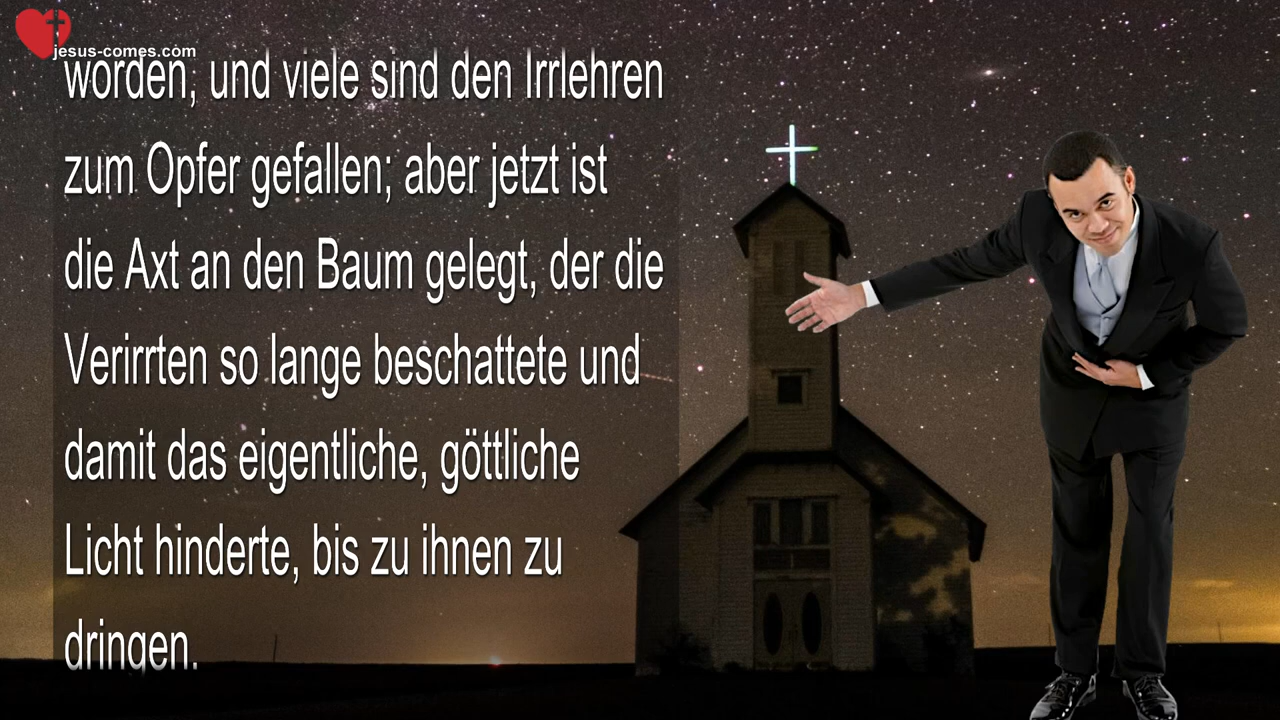 jesus-comes.com
worden, und viele sind den Irrlehren
zum Opfer gefallen; aber jetzt ist
die Axt an den Baum gelegt, der die
Verirrten so lange beschattete und
damit das eigentliche, göttliche
Licht hinderte, bis zu ihnen zu
dringen.